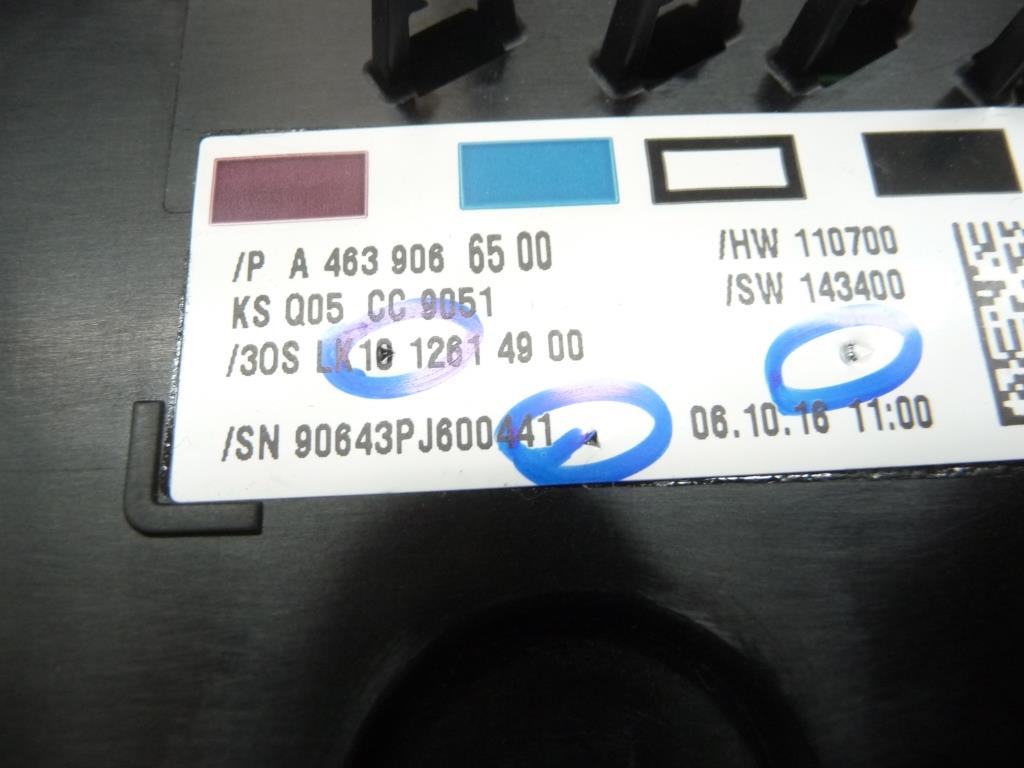 /P A 463 906 65 00
/HW 110700
KS Q05 CC 9051
/SW 143400
/3OS LK10 1261 49 00
/SN 90643PJ600441
06.10.16 11:00